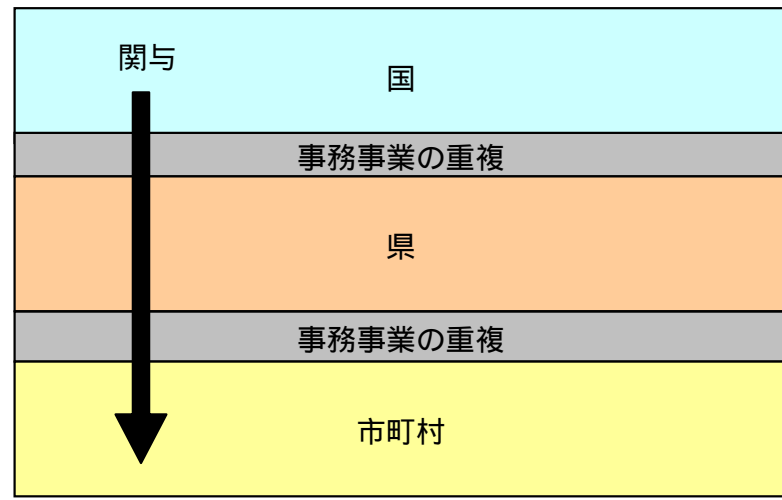 関与
国
事務事業の重複
県
事務事業の重複
市町村